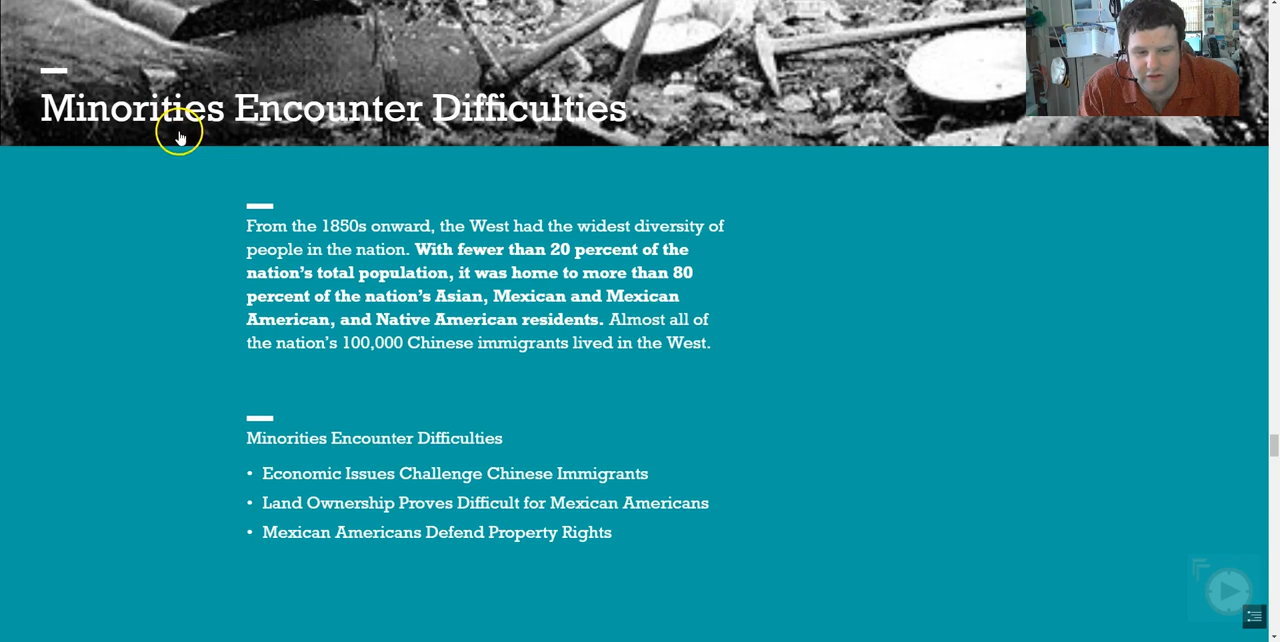 Minorities Encounter Difficulties
From the 1850s onward, the West had the widest diversity of
people in the nation. With fewer than 20 percent of the
nation's total population, it was home to more than 80
percent of the nation's Asian, Mexican and Mexican
American, and Native American residents. Almost all of
the nation's 100,000 Chinese immigrants lived in the West.
Minorities Encounter Difficulties
• Economic Issues Challenge Chinese Immigrants
• Land Ownership Proves Difficult for Mexican Americans
• Mexican Americans Defend Property Rights